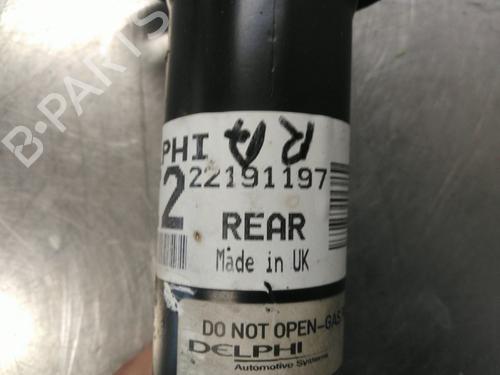 B-PARTS
PHI
2 22191197
REAR
Made in UK
DO NOT OPEN-GAS
DELPHI
Automotive Systems